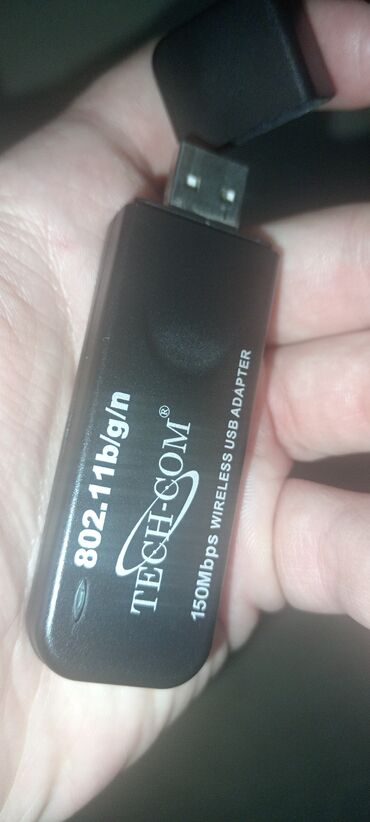 802.11b/g/n
TECH-COM®
150Mbps WIRELESS USB ADAPTER